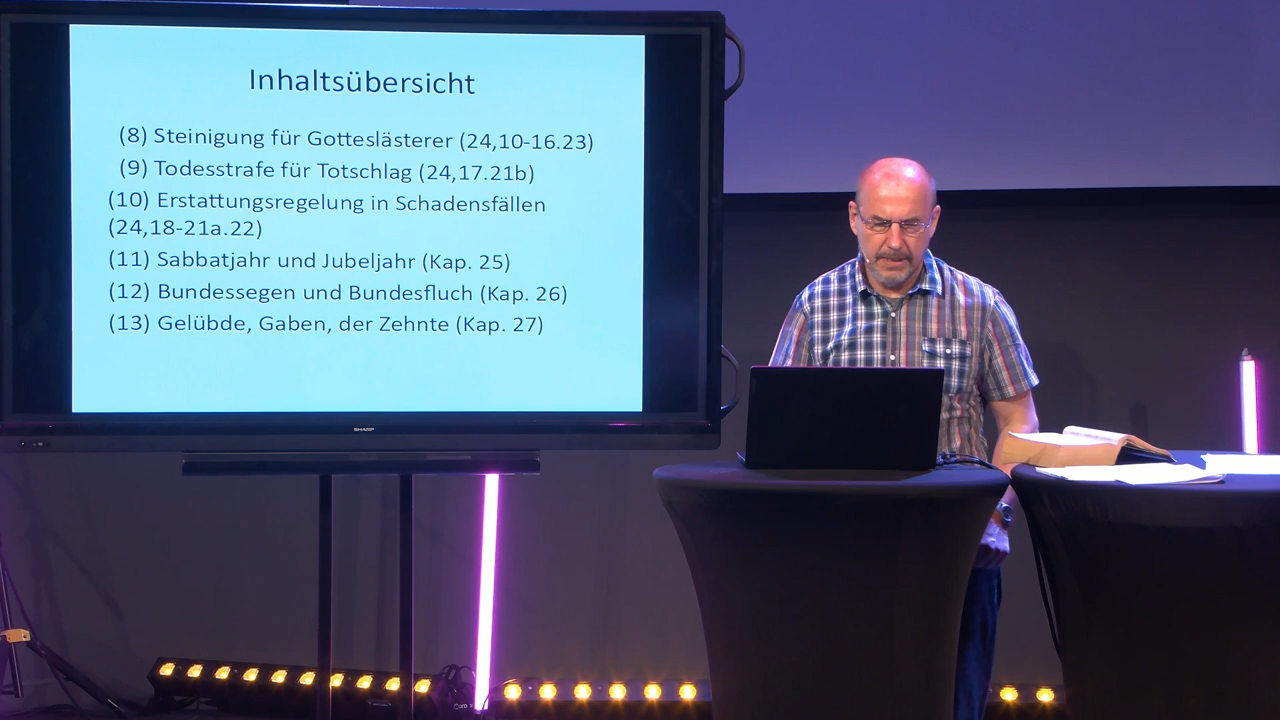 Inhaltsübersicht
(8) Steinigung für Gotteslästerer (24,10-16.23)
(9) Todesstrafe für Totschlag (24,17.21b)
(10) Erstattungsregelung in Schadensfällen
(24,18-21a.22)
(11) Sabbatjahr und Jubeljahr (Kap. 25)
(12) Bundessegen und Bundesfluch (Kap. 26)
(13) Gelübde, Gaben, der Zehnte (Kap. 27)
SHARP